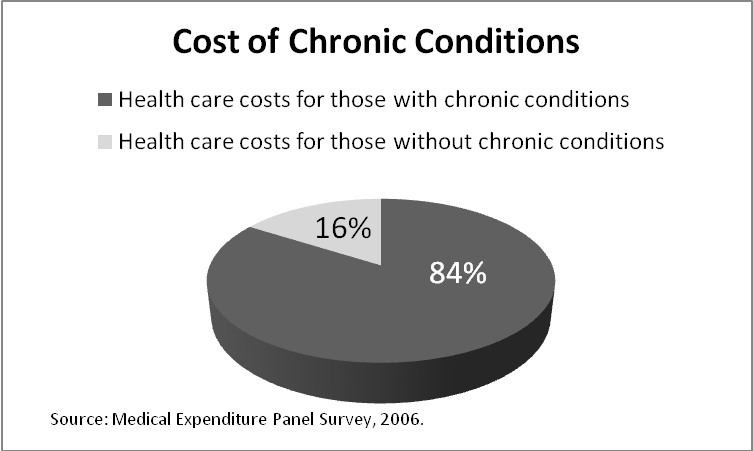 Cost of Chronic Conditions
Health care costs for those with chronic conditions
Health care costs for those without chronic conditions
16%
84%
Source: Medical Expenditure Panel Survey, 2006.